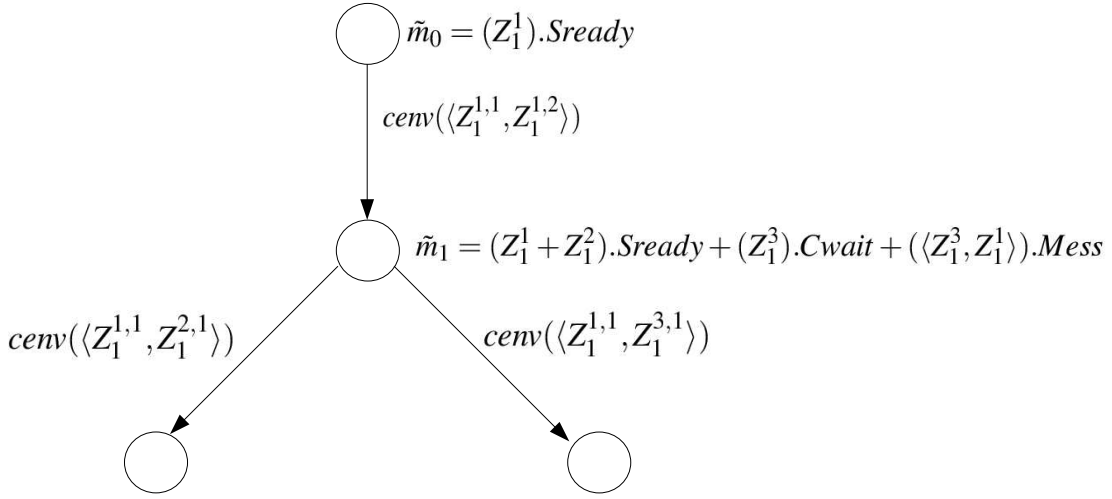 m̃₀ = (Z₁¹).Sready
cenv(⟨Z₁^{1,1}, Z₁^{1,2}⟩)
m̃₁ = (Z₁¹ + Z₁²).Sready + (Z₁³).Cwait + (⟨Z₁³, Z₁¹⟩).Mess
cenv(⟨Z₁^{1,1}, Z₁^{2,1}⟩)
cenv(⟨Z₁^{1,1}, Z₁^{3,1}⟩)